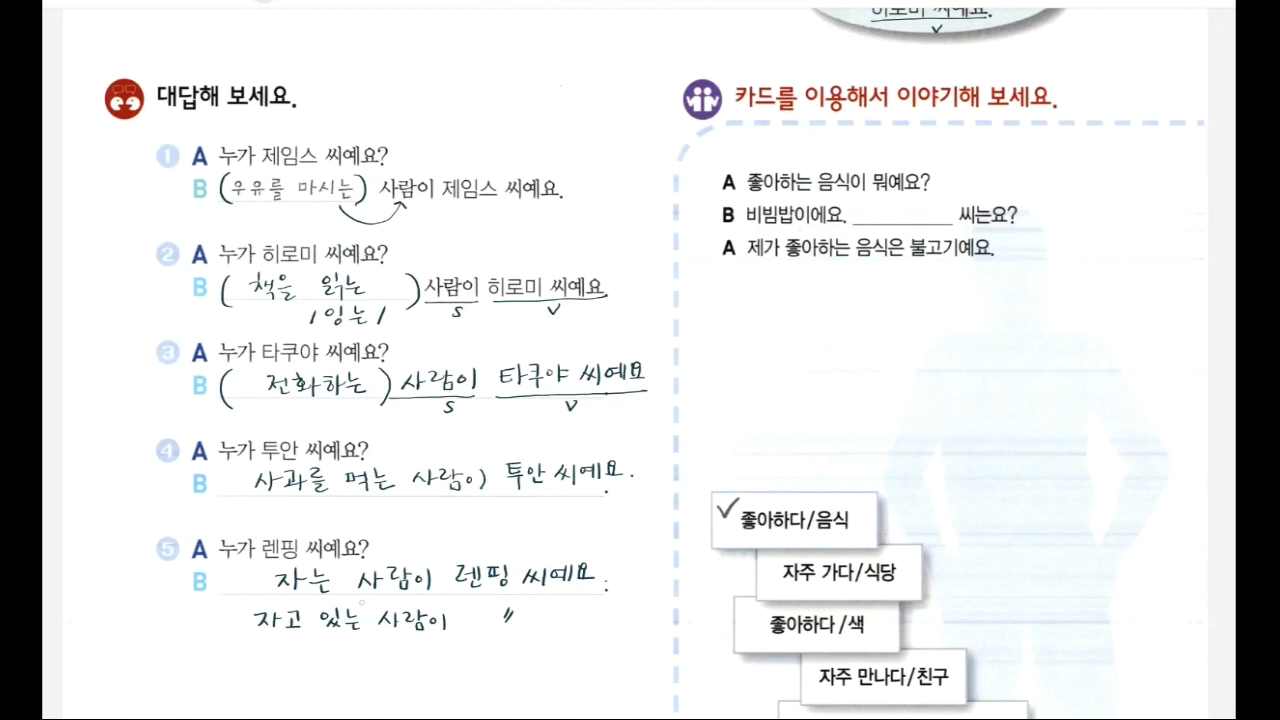 히로미 씨예요.
v
대답해 보세요.
1 A 누가 제임스 씨예요?
B (우유를 마시는) 사람이 제임스 씨예요.
2 A 누가 히로미 씨예요?
B ( 책을 읽는 ) 사람이 히로미 씨예요.
/잉는/ S V
3 A 누가 타쿠야 씨예요?
B ( 전화하는 ) 사람이 타쿠야 씨예요
S V
4 A 누가 투안 씨예요?
B 사과를 먹는 사람이 투안 씨예요.
5 A 누가 렌핑 씨예요?
B 자는 사람이 렌핑 씨예요.
자고 있는 사람이 〃
카드를 이용해서 이야기해 보세요.
A 좋아하는 음식이 뭐예요?
B 비빔밥이에요. __________ 씨는요?
A 제가 좋아하는 음식은 불고기예요.
✓ 좋아하다/음식
자주 가다/식당
좋아하다/색
자주 만나다/친구